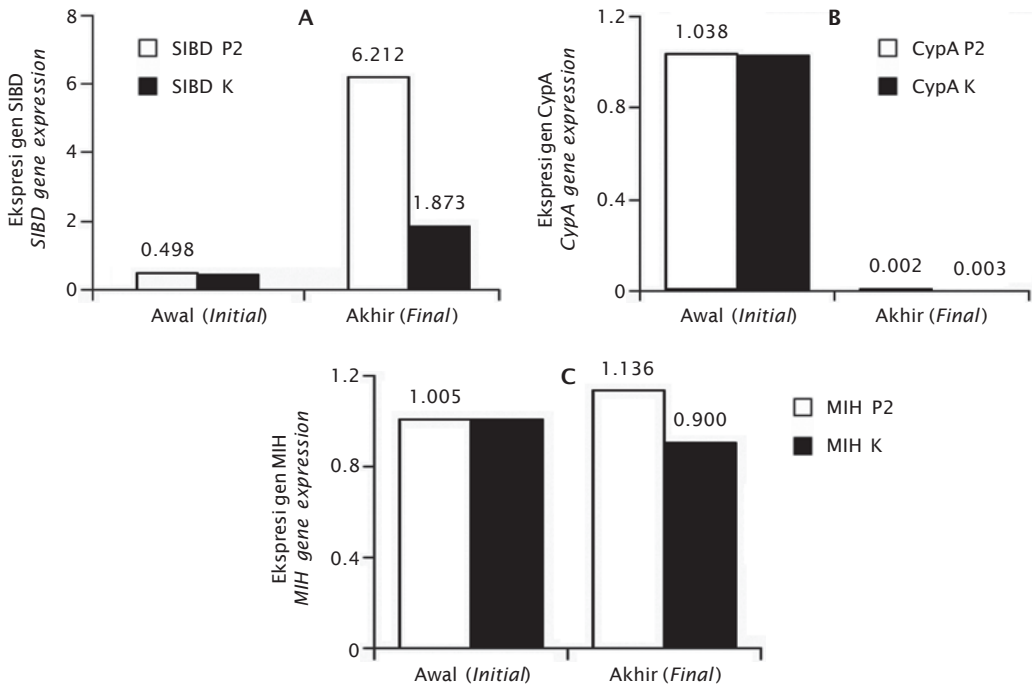 A
Ekspresi gen SIBD
SIBD gene expression
8
6
4
2
0
SIBD P2
SIBD K
0.498
6.212
1.873
Awal (Initial)
Akhir (Final)
B
Ekspresi gen CypA
CypA gene expression
1.2
0.8
0.4
0
CypA P2
CypA K
1.038
0.002
0.003
Awal (Initial)
Akhir (Final)
C
Ekspresi gen MIH
MIH gene expression
1.2
0.8
0.4
0
MIH P2
MIH K
1.005
1.136
0.900
Awal (Initial)
Akhir (Final)